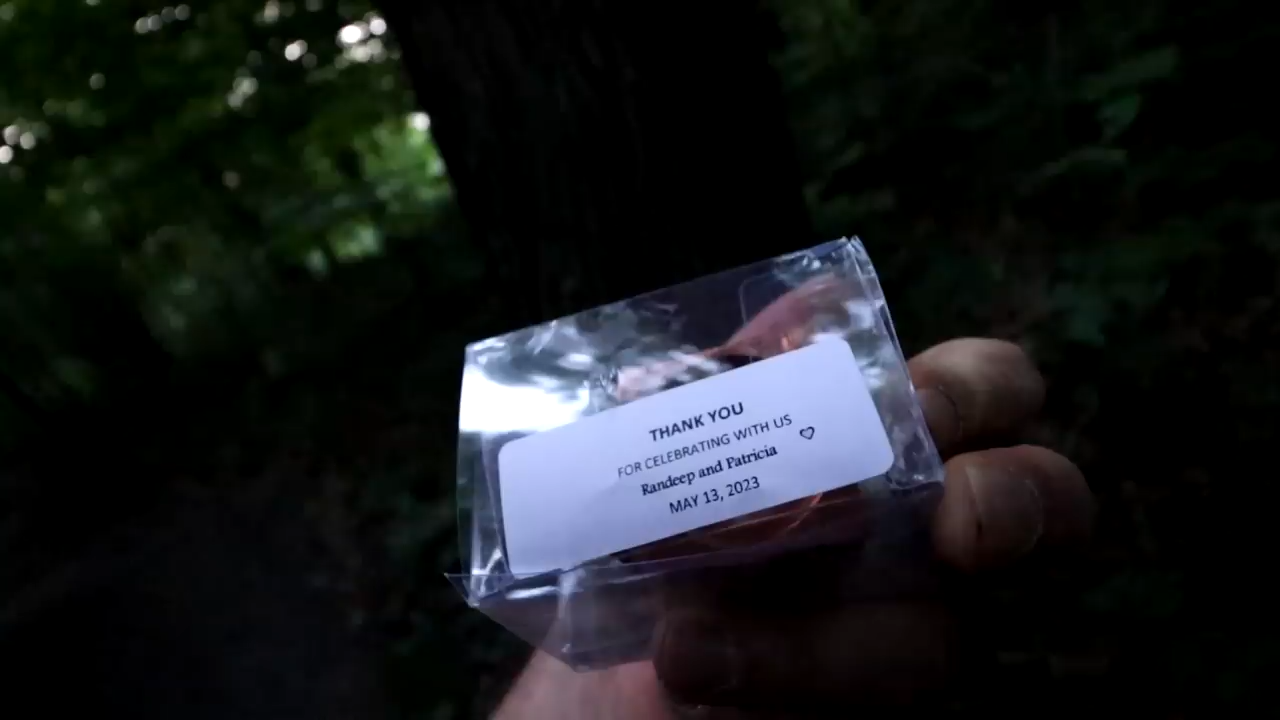 THANK YOU
FOR CELEBRATING WITH US
Randeep and Patricia
MAY 13, 2023